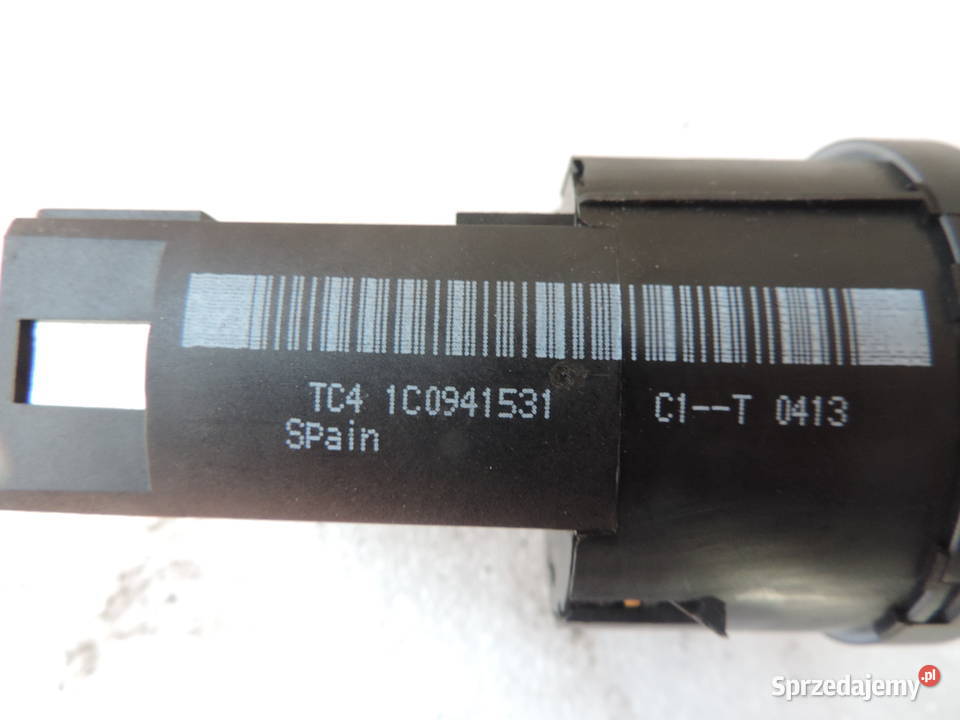 TC4 1C0941531 C1--T 0413
SPain
Sprzedajemy.pl